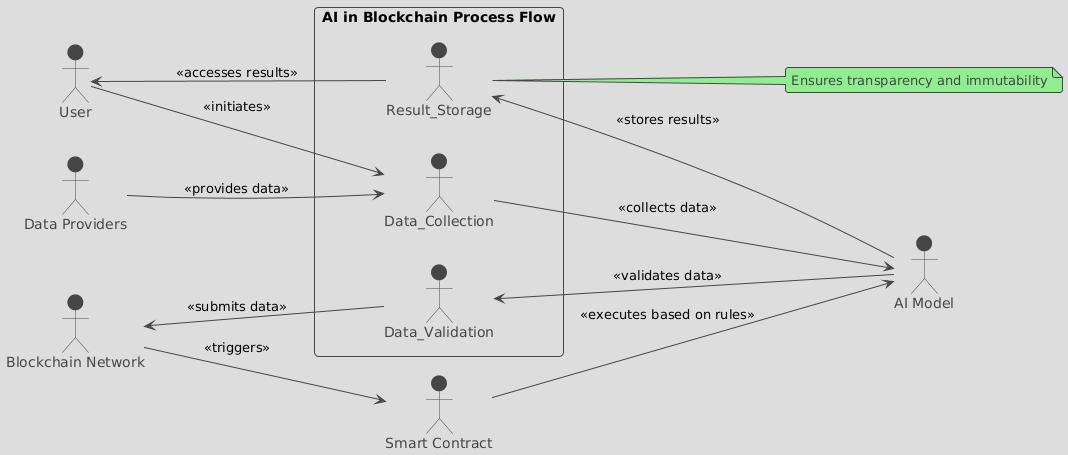 AI in Blockchain Process Flow
«accesses results»
Ensures transparency and immutability
User
Result_Storage
«initiates»
«stores results»
«provides data»
«collects data»
Data Providers
Data_Collection
«validates data»
«submits data»
AI Model
«executes based on rules»
Data_Validation
«triggers»
Blockchain Network
Smart Contract